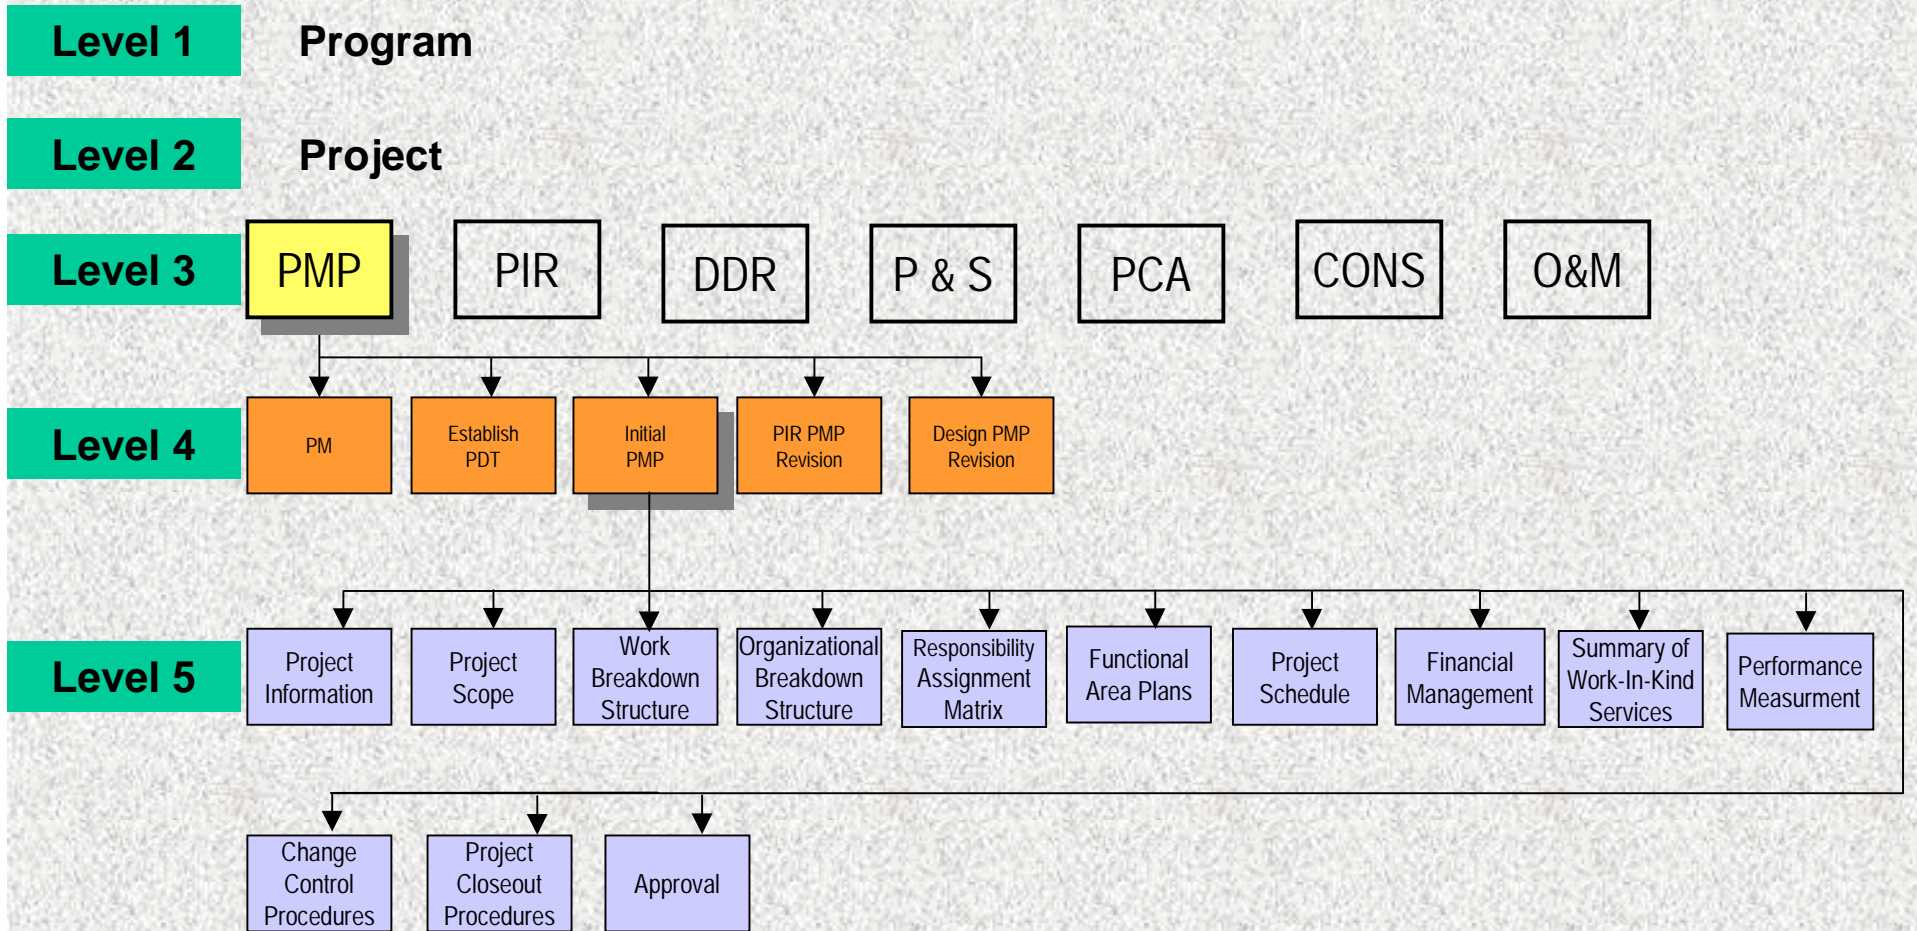 Level 1
Program
Level 2
Project
Level 3
PMP
PIR
DDR
P & S
PCA
CONS
O&M
Level 4
PM
Establish
PDT
Initial
PMP
PIR PMP
Revision
Design PMP
Revision
Level 5
Project
Information
Project
Scope
Work
Breakdown
Structure
Organizational
Breakdown
Structure
Responsibility
Assignment
Matrix
Functional
Area Plans
Project
Schedule
Financial
Management
Summary of
Work-In-Kind
Services
Performance
Measurment
Change
Control
Procedures
Project
Closeout
Procedures
Approval